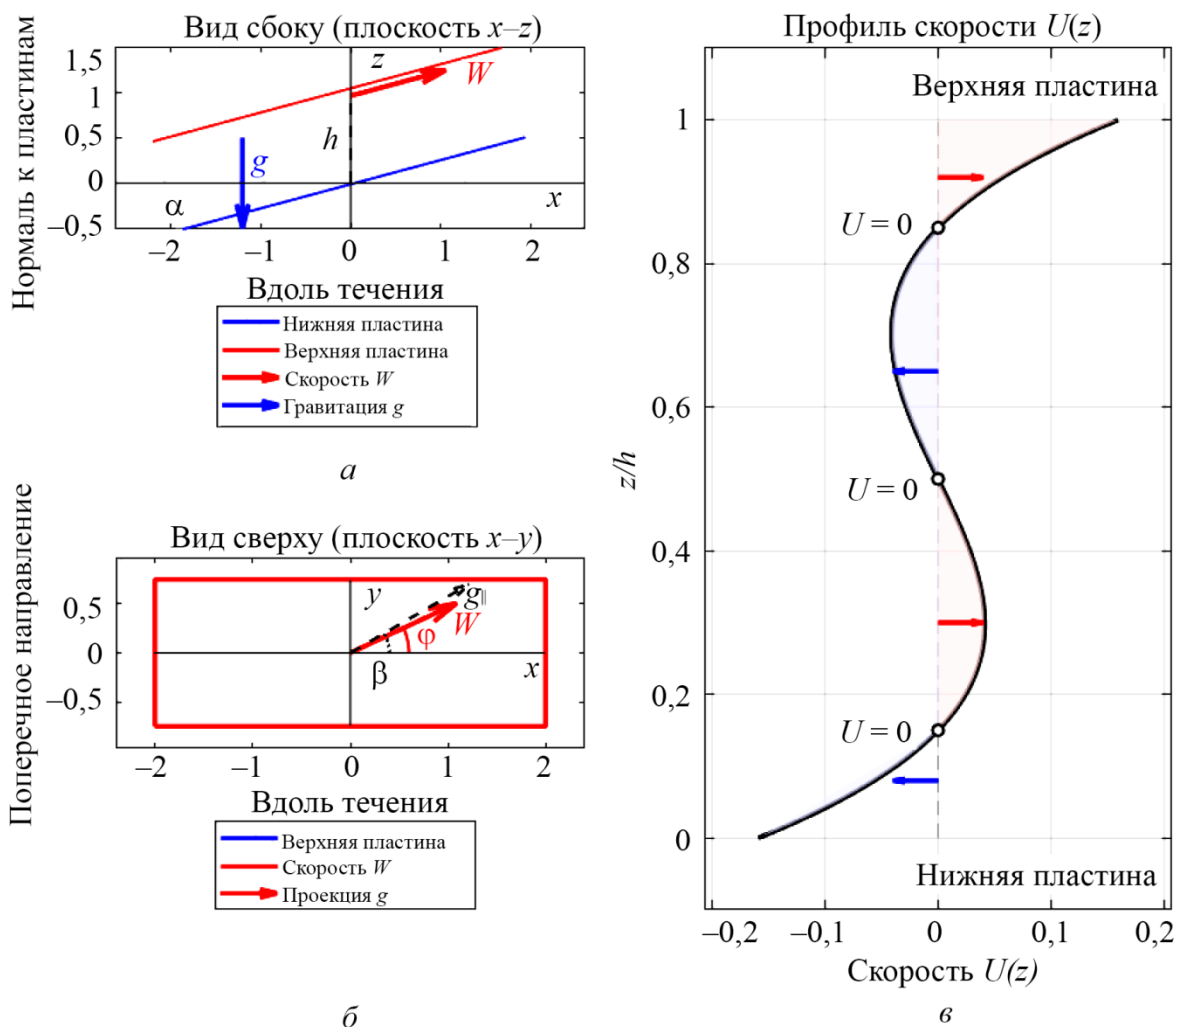 Вид сбоку (плоскость x–z)
Нормаль к пластинам
1,5
1
0,5
0
–0,5
z
W
h
g
α
x
–2
–1
0
1
2
Вдоль течения
Нижняя пластина
Верхняя пластина
Скорость W
Гравитация g
а
Вид сверху (плоскость x–y)
Поперечное направление
0,5
0
–0,5
y
g||
W
φ
β
x
–2
–1
0
1
2
Вдоль течения
Верхняя пластина
Скорость W
Проекция g
б
Профиль скорости U(z)
Верхняя пластина
1
U = 0
0,8
0,6
z/h
U = 0
0,4
0,2
U = 0
0
Нижняя пластина
–0,2
–0,1
0
0,1
0,2
Скорость U(z)
в